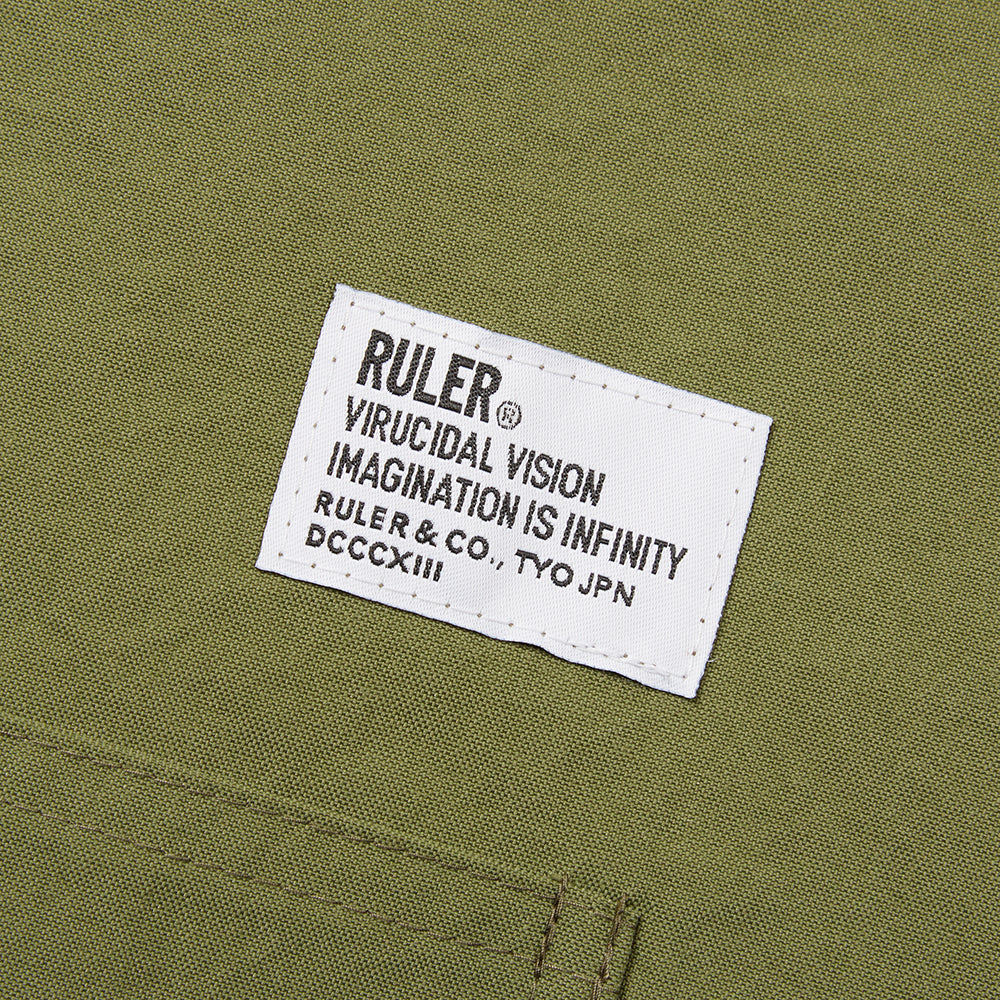 RULER®
VIRUCIDAL VISION
IMAGINATION IS INFINITY
RULER & CO., TYO JPN
DCCCXIII